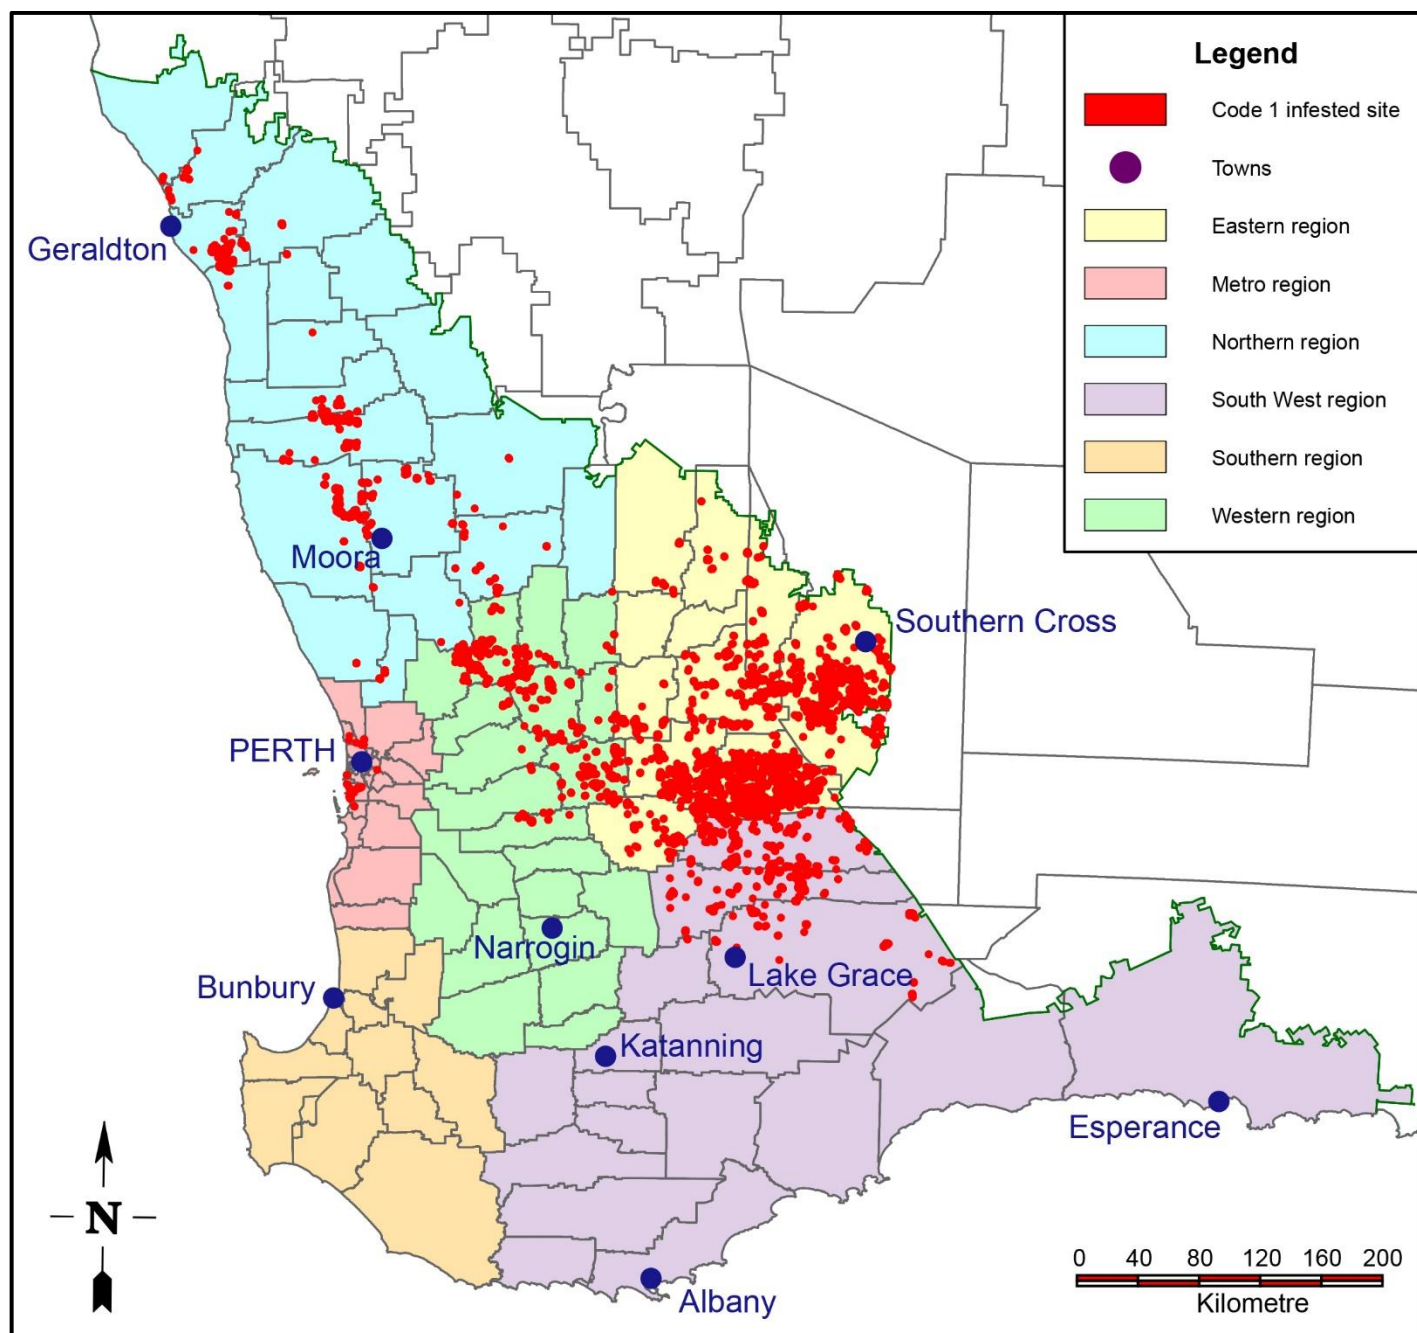 Legend
Code 1 infested site
Towns
Eastern region
Metro region
Northern region
South West region
Southern region
Western region
Geraldton
Moora
Southern Cross
PERTH
Narrogin
Lake Grace
Bunbury
Katanning
Esperance
Albany
N
0 40 80 120 160 200
Kilometre